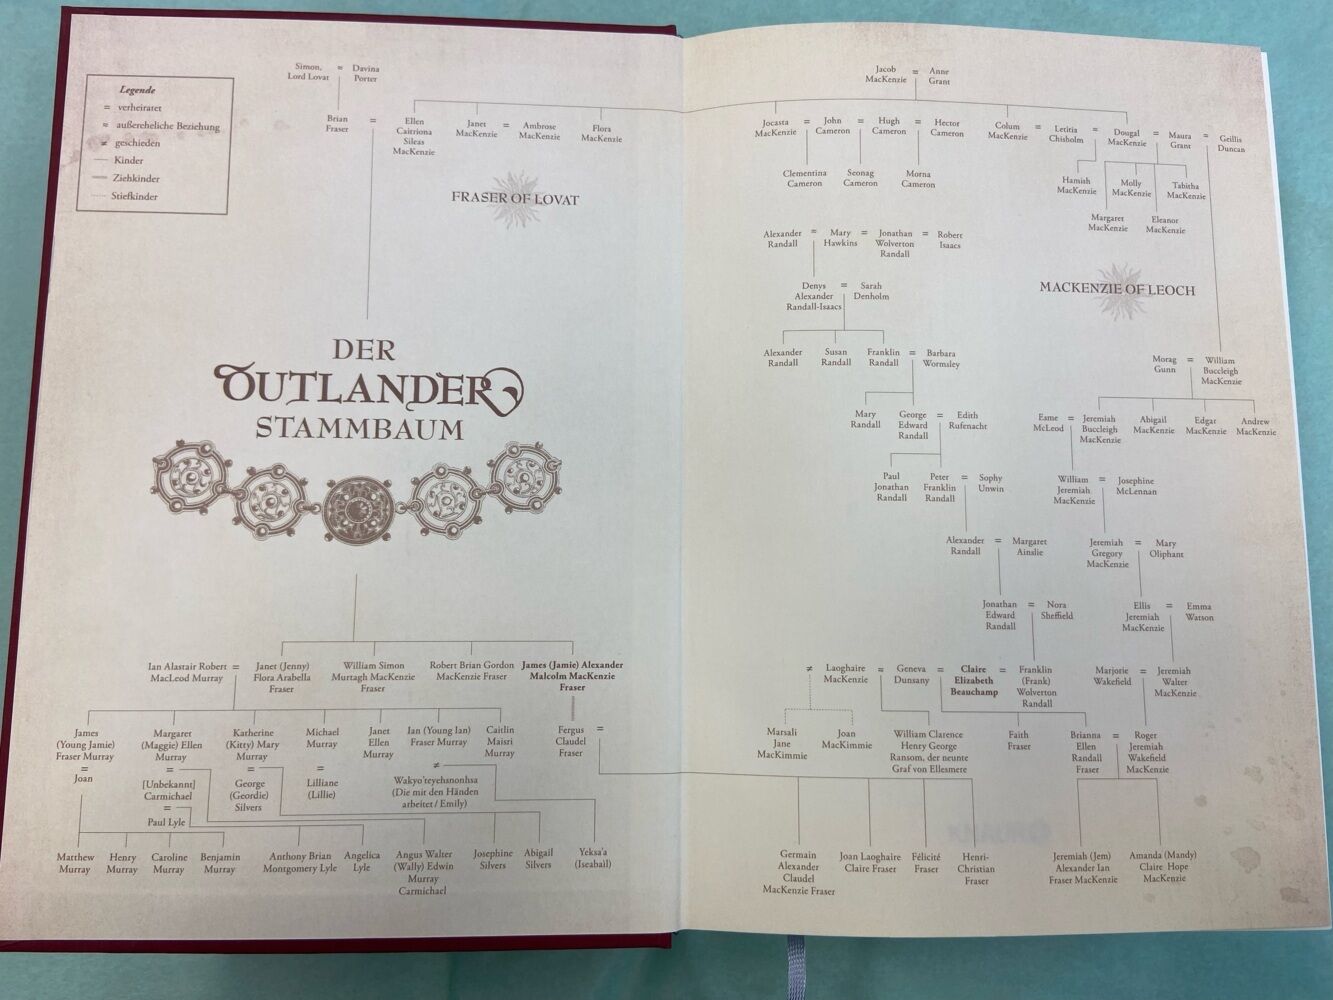 Legende
= verheiratet
≈ außereheliche Beziehung
≠ geschieden
Kinder
Ziehkinder
Stiefkinder
Simon, ≈ Davina
Lord Lovat Porter
Brian =
Fraser
Ellen
Caitriona
Sileas
MacKenzie
Janet = Ambrose
MacKenzie MacKenzie
Flora
MacKenzie
FRASER OF LOVAT
DER
OUTLANDER
STAMMBAUM
Ian Alastair Robert =
MacLeod Murray
Janet (Jenny)
Flora Arabella
Fraser
William Simon
Murtagh MacKenzie
Fraser
Robert Brian Gordon
MacKenzie Fraser
James (Jamie) Alexander
Malcolm MacKenzie
Fraser
James
(Young Jamie)
Fraser Murray
=
Joan
Margaret
(Maggie) Ellen
Murray
=
[Unbekannt]
Carmichael
=
Paul Lyle
Katherine
(Kitty) Mary
Murray
=
George
(Geordie)
Silvers
Michael
Murray
=
Lilliane
(Lillie)
Janet
Ellen
Murray
Ian (Young Ian)
Fraser Murray
≠
Wakyo'teyehsnonhsa
(Die mit den Händen
arbeitet / Emily)
Caitlin
Maisri
Murray
Fergus =
Claudel
Fraser
Matthew
Murray
Henry
Murray
Caroline
Murray
Benjamin
Murray
Anthony Brian
Montgomery Lyle
Angelica
Lyle
Angus Walter
(Wally) Edwin
Murray
Carmichael
Josephine
Silvers
Abigail
Silvers
Yeksa'a
(Iseabaìl)
Jacob = Anne
MacKenzie Grant
Jocasta = John = Hugh = Hector
MacKenzie Cameron Cameron Cameron
Colum = Letitia ≈ Dougal = Maura ≈ Geillis
MacKenzie Chisholm MacKenzie Grant Duncan
Clementina
Cameron
Seonag
Cameron
Morna
Cameron
Hamish
MacKenzie
Molly
MacKenzie
Tabitha
MacKenzie
Margaret
MacKenzie
Eleanor
MacKenzie
Alexander = Mary = Jonathan = Robert
Randall Hawkins Wolverton Isaacs
Randall
MACKENZIE OF LEOCH
Denys = Sarah
Alexander Denholm
Randall-Isaacs
Alexander
Randall
Susan
Randall
Franklin = Barbara
Randall Wormsley
Morag = William
Gunn Buccleigh
MacKenzie
Mary
Randall
George = Edith
Edward Rufenacht
Randall
Esme = Jeremiah
McLeod Buccleigh
MacKenzie
Abigail
MacKenzie
Edgar
MacKenzie
Andrew
MacKenzie
Paul
Jonathan
Randall
Peter = Sophy
Franklin Unwin
Randall
William = Josephine
Jeremiah McLennan
MacKenzie
Alexander = Margaret
Randall Ainslie
Jeremiah = Mary
Gregory Oliphant
MacKenzie
Jonathan = Nora
Edward Sheffield
Randall
Ellis = Emma
Jeremiah Watson
MacKenzie
≠ Laoghaire
MacKenzie
≈ Geneva
Dunsany
= Claire
Elizabeth
Beauchamp
= Franklin
(Frank)
Wolverton
Randall
Marjorie = Jeremiah
Wakefield Walter
MacKenzie
Marsali
Jane
MacKimmie
Joan
MacKimmie
William Clarence
Henry George
Ransom, der neunte
Graf von Ellesmere
Faith
Fraser
Brianna = Roger
Ellen Jeremiah
Randall Wakefield
Fraser MacKenzie
Germain
Alexander
Claudel
MacKenzie Fraser
Joan Laoghaire
Claire Fraser
Félicité
Fraser
Henri-
Christian
Fraser
Jeremiah (Jem)
Alexander Ian
Fraser MacKenzie
Amanda (Mandy)
Claire Hope
MacKenzie